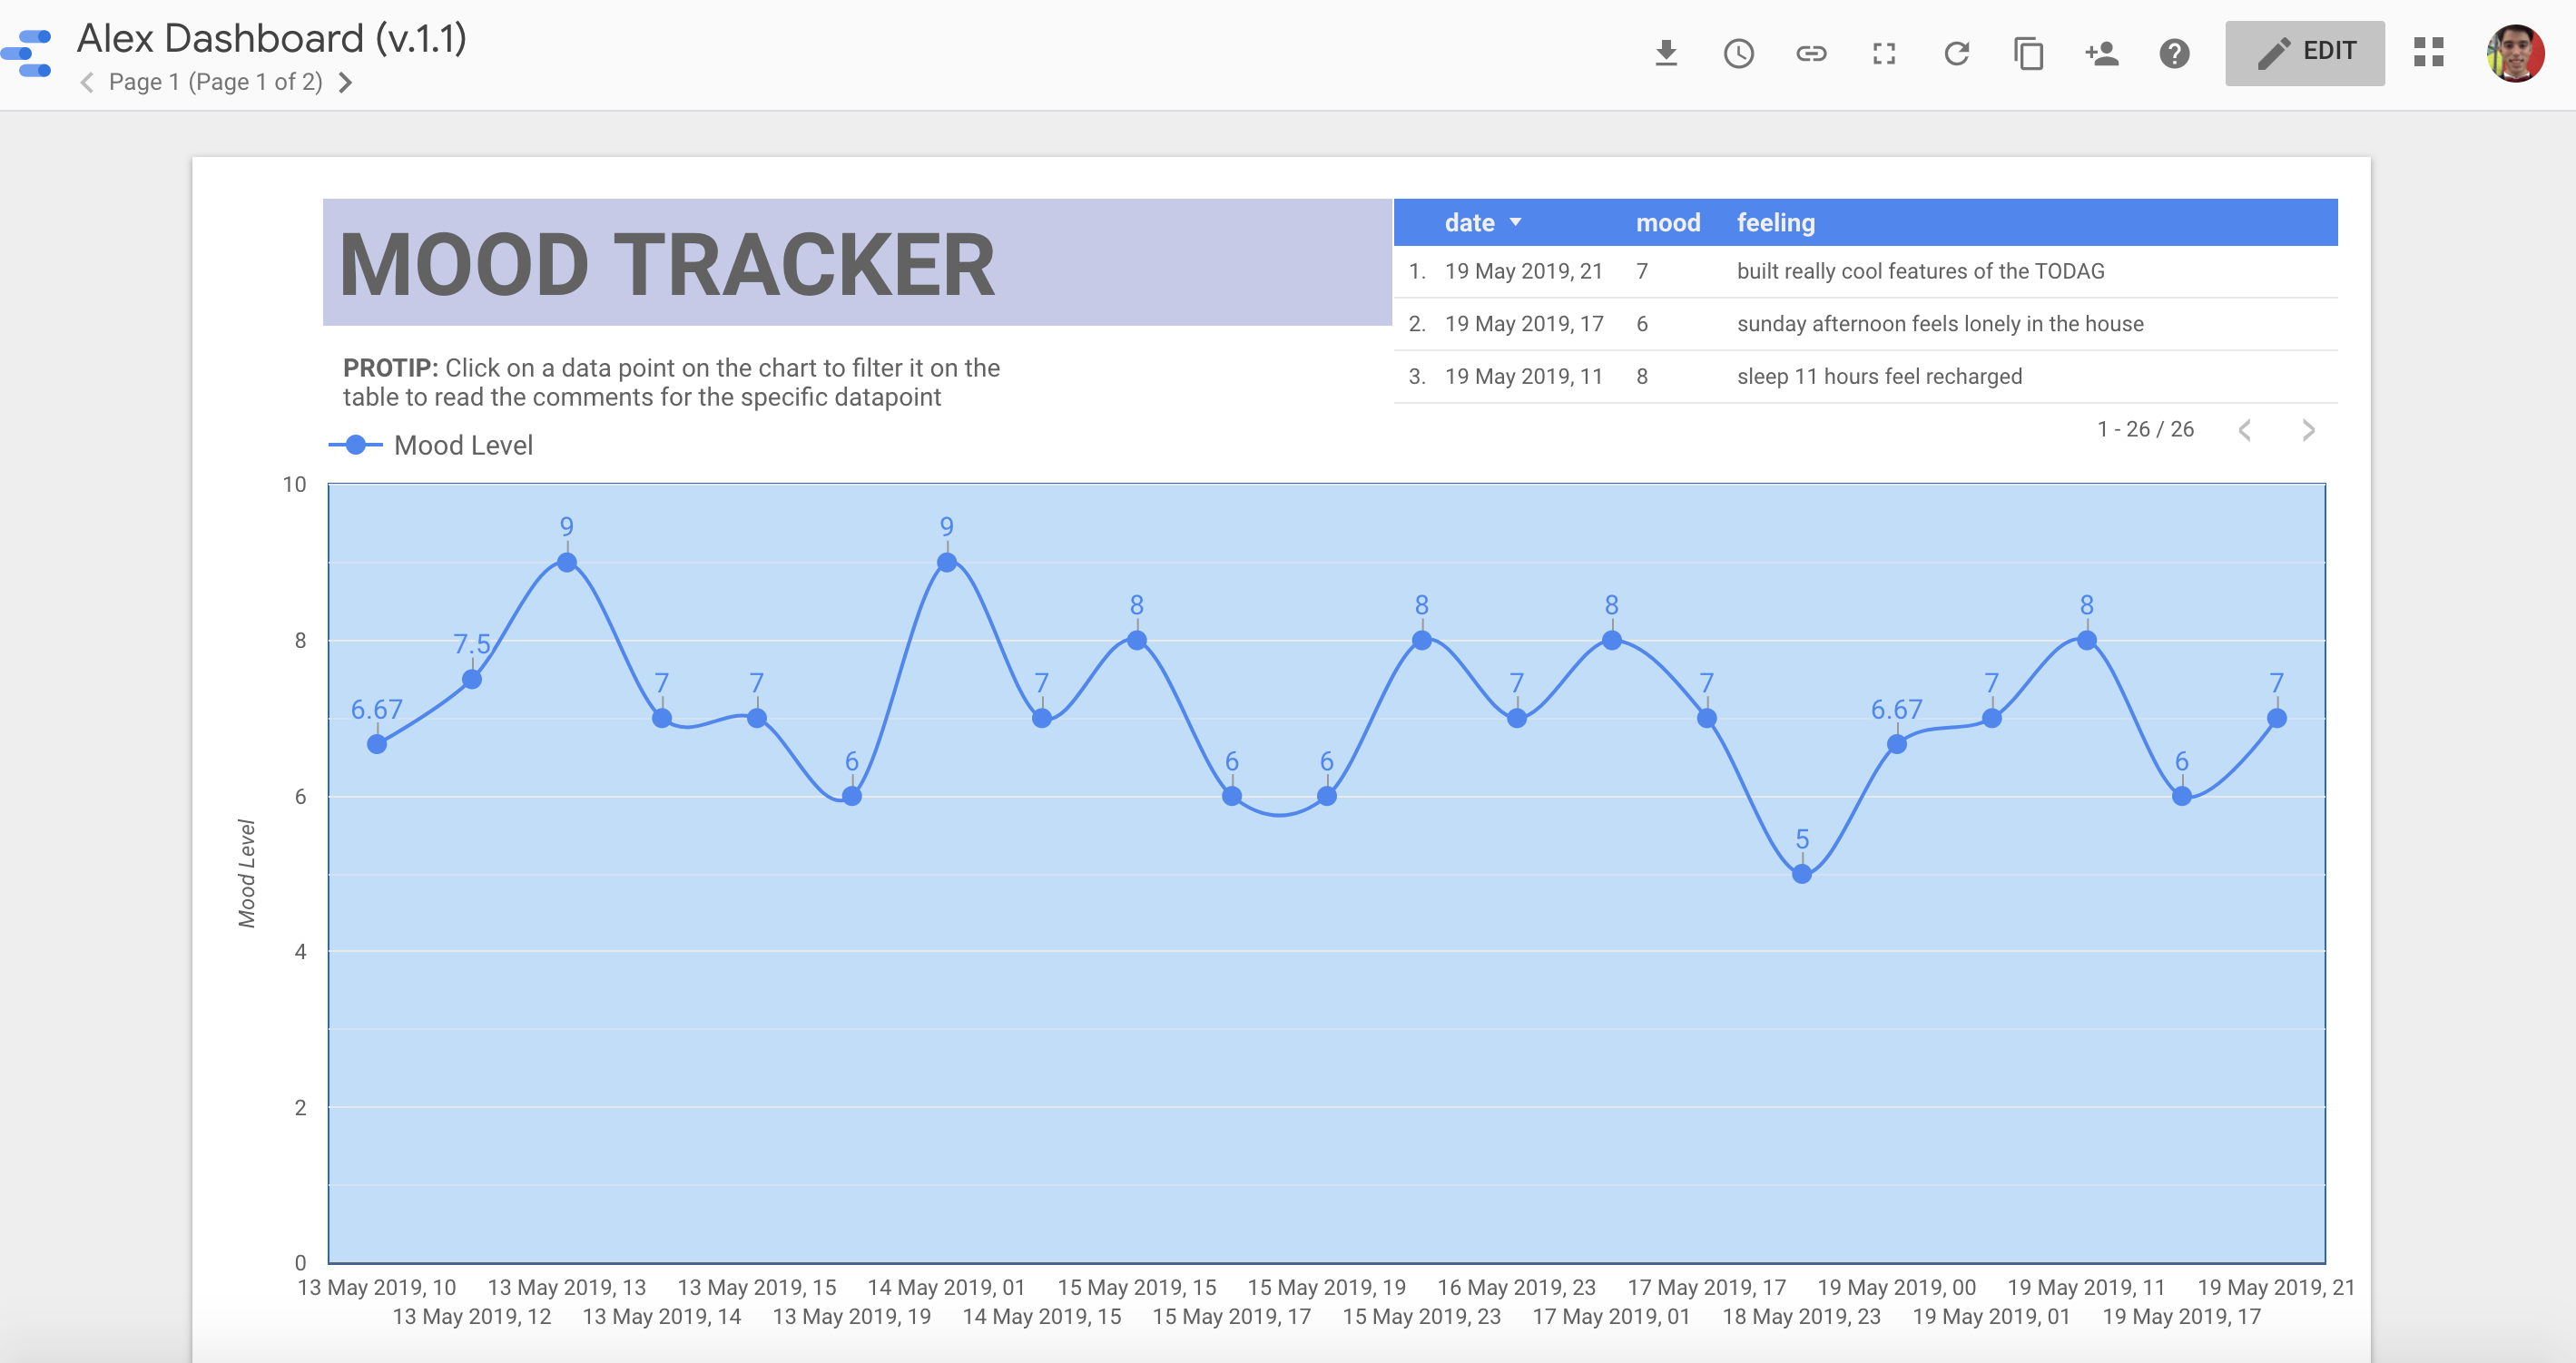 Alex Dashboard (v.1.1)
Page 1 (Page 1 of 2)
EDIT
MOOD TRACKER
PROTIP: Click on a data point on the chart to filter it on the
table to read the comments for the specific datapoint
date mood feeling
1. 19 May 2019, 21 7 built really cool features of the TODAG
2. 19 May 2019, 17 6 sunday afternoon feels lonely in the house
3. 19 May 2019, 11 8 sleep 11 hours feel recharged
1 - 26 / 26
Mood Level
Mood Level
10
8
6
4
2
0
6.67 7.5 9 7 7 6 9 7 8 6 6 8 7 8 7 5 6.67 7 8 6 7
13 May 2019, 10 13 May 2019, 13 13 May 2019, 15 14 May 2019, 01 15 May 2019, 15 15 May 2019, 19 16 May 2019, 23 17 May 2019, 17 19 May 2019, 00 19 May 2019, 11 19 May 2019, 21
13 May 2019, 12 13 May 2019, 14 13 May 2019, 19 14 May 2019, 15 15 May 2019, 17 15 May 2019, 23 17 May 2019, 01 18 May 2019, 23 19 May 2019, 01 19 May 2019, 17